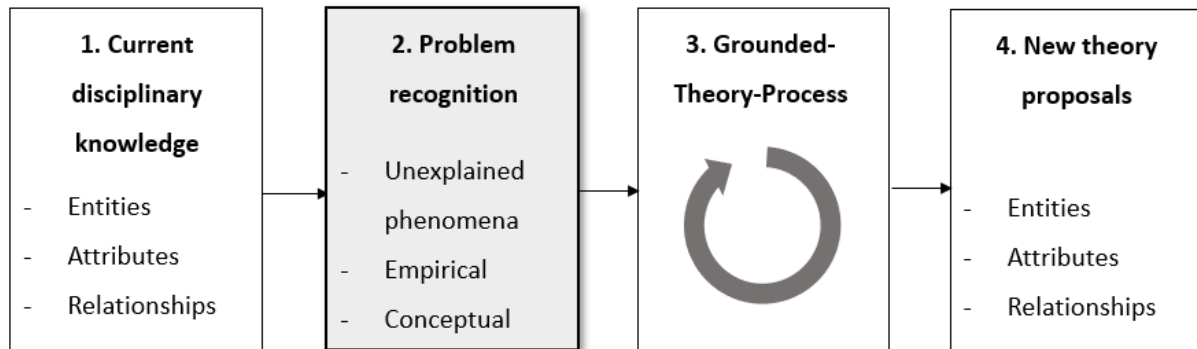 1. Current
disciplinary
knowledge
- Entities
- Attributes
- Relationships
2. Problem
recognition
- Unexplained
phenomena
- Empirical
- Conceptual
3. Grounded-
Theory-Process
4. New theory
proposals
- Entities
- Attributes
- Relationships